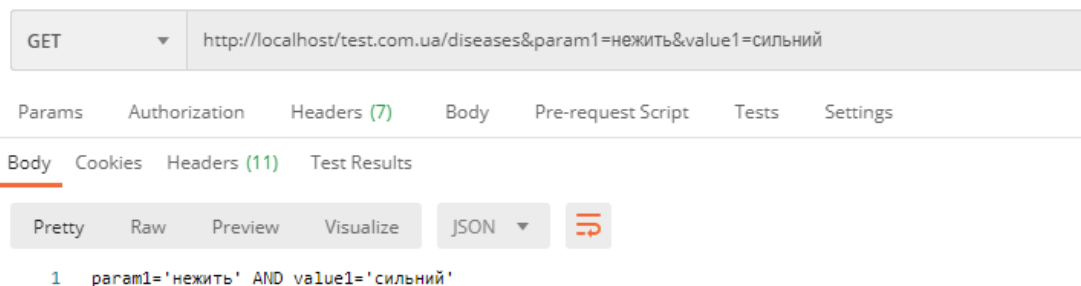 GET http://localhost/test.com.ua/diseases&param1=нежить&value1=сильний
Params Authorization Headers (7) Body Pre-request Script Tests Settings
Body Cookies Headers (11) Test Results
Pretty Raw Preview Visualize JSON
1 param1='нежить' AND value1='сильний'